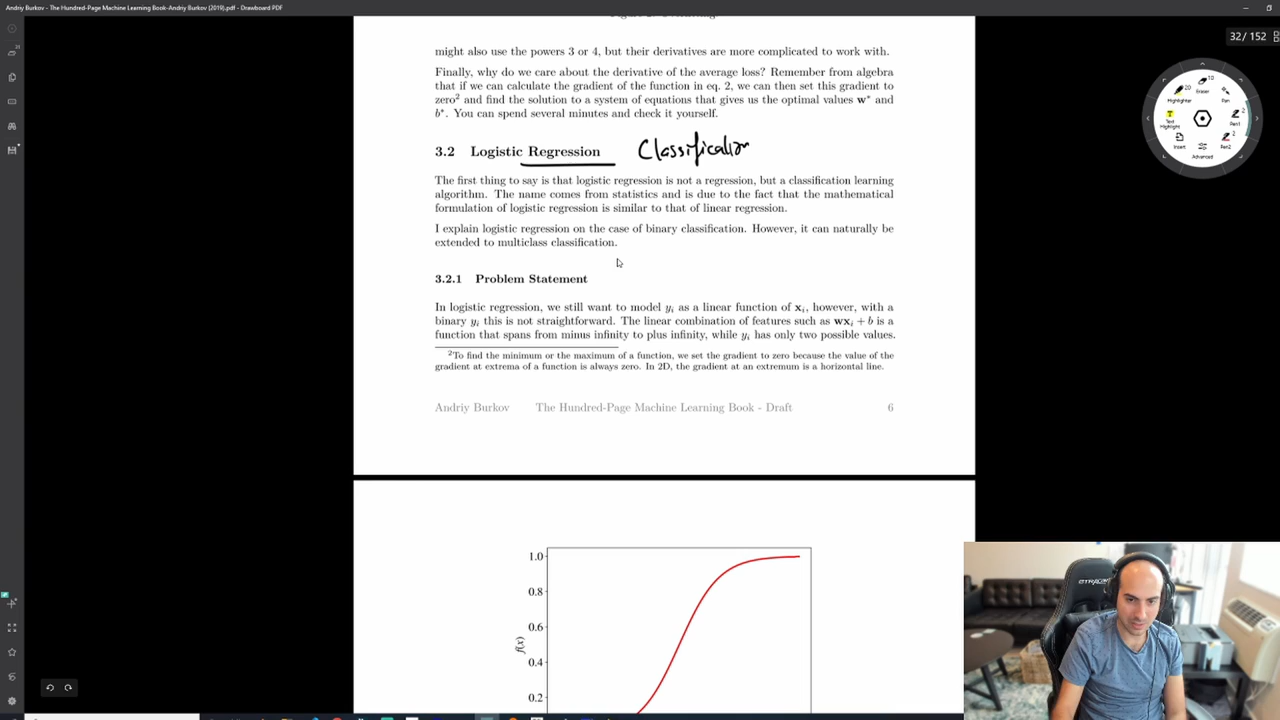 Andriy Burkov - The Hundred-Page Machine Learning Book-Andriy Burkov (2019).pdf - Drawboard PDF
32/ 152
might also use the powers 3 or 4, but their derivatives are more complicated to work with.
Finally, why do we care about the derivative of the average loss? Remember from algebra
that if we can calculate the gradient of the function in eq. 2, we can then set this gradient to
zero² and find the solution to a system of equations that gives us the optimal values w* and
b*. You can spend several minutes and check it yourself.
3.2 Logistic Regression Classification
The first thing to say is that logistic regression is not a regression, but a classification learning
algorithm. The name comes from statistics and is due to the fact that the mathematical
formulation of logistic regression is similar to that of linear regression.
I explain logistic regression on the case of binary classification. However, it can naturally be
extended to multiclass classification.
3.2.1 Problem Statement
In logistic regression, we still want to model yᵢ as a linear function of xᵢ, however, with a
binary yᵢ this is not straightforward. The linear combination of features such as wxᵢ + b is a
function that spans from minus infinity to plus infinity, while yᵢ has only two possible values.
²To find the minimum or the maximum of a function, we set the gradient to zero because the value of the
gradient at extrema of a function is always zero. In 2D, the gradient at an extremum is a horizontal line.
Andriy Burkov The Hundred-Page Machine Learning Book - Draft 6
1.0
0.8
0.6
0.4
0.2
f(x)
Highlighter
20
Eraser
10
Pen
Text
Highlight
Pen1
2
Insert
Pen2
2
Advanced
GTRACING